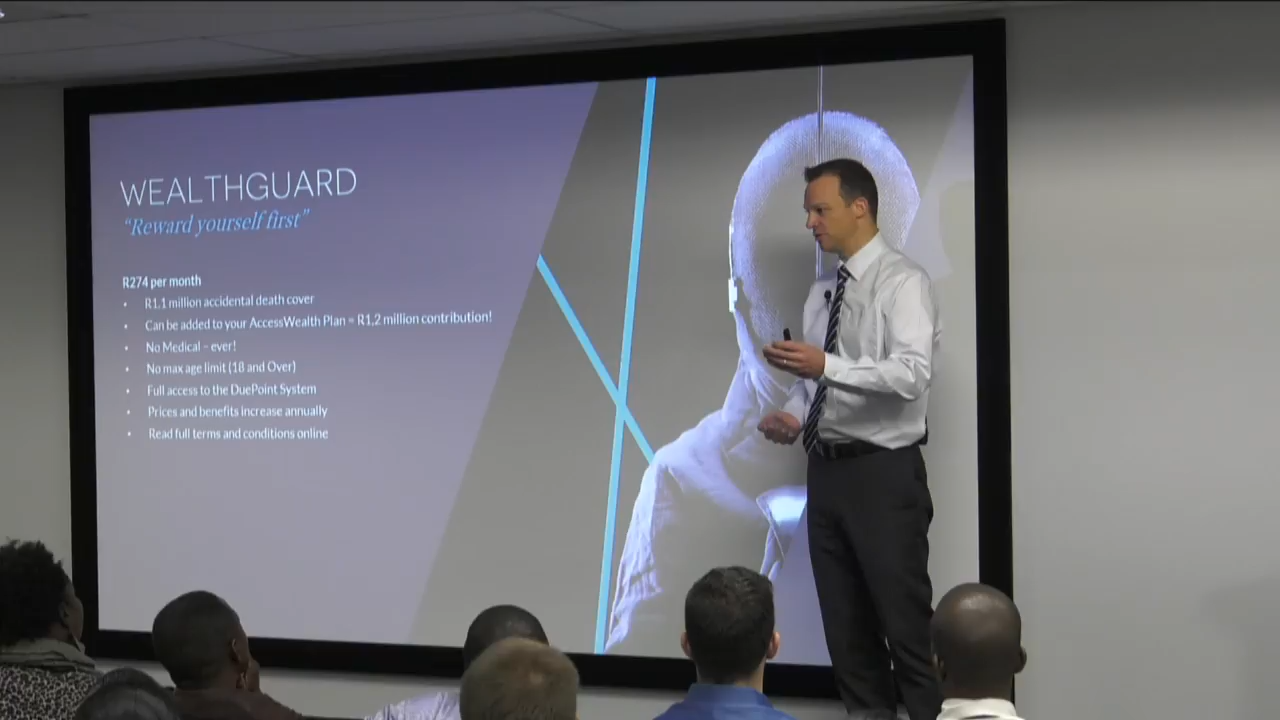 WEALTHGUARD
“Reward yourself first”
R274 per month
• R1.1 million accidental death cover
• Can be added to your AccessWealth Plan = R1.2 million contribution!
• No Medical – ever!
• No max age limit (18 and Over)
• Full access to the DuePoint System
• Prices and benefits increase annually
• Read full terms and conditions online